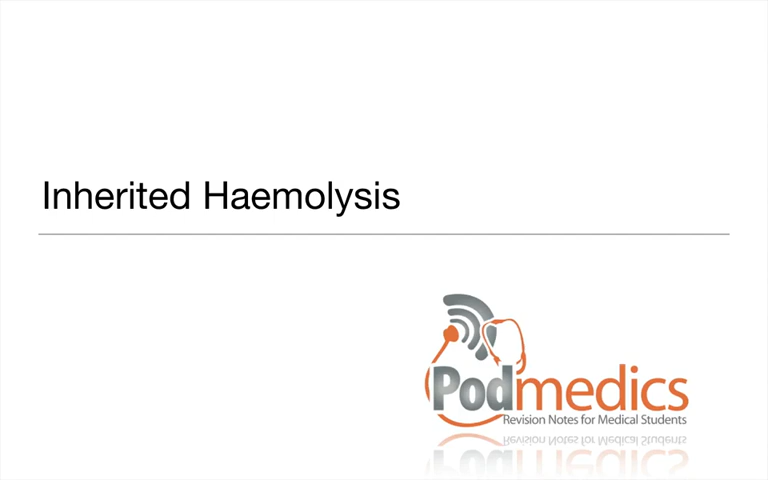 Inherited Haemolysis
Podmedics
Revision Notes for Medical Students